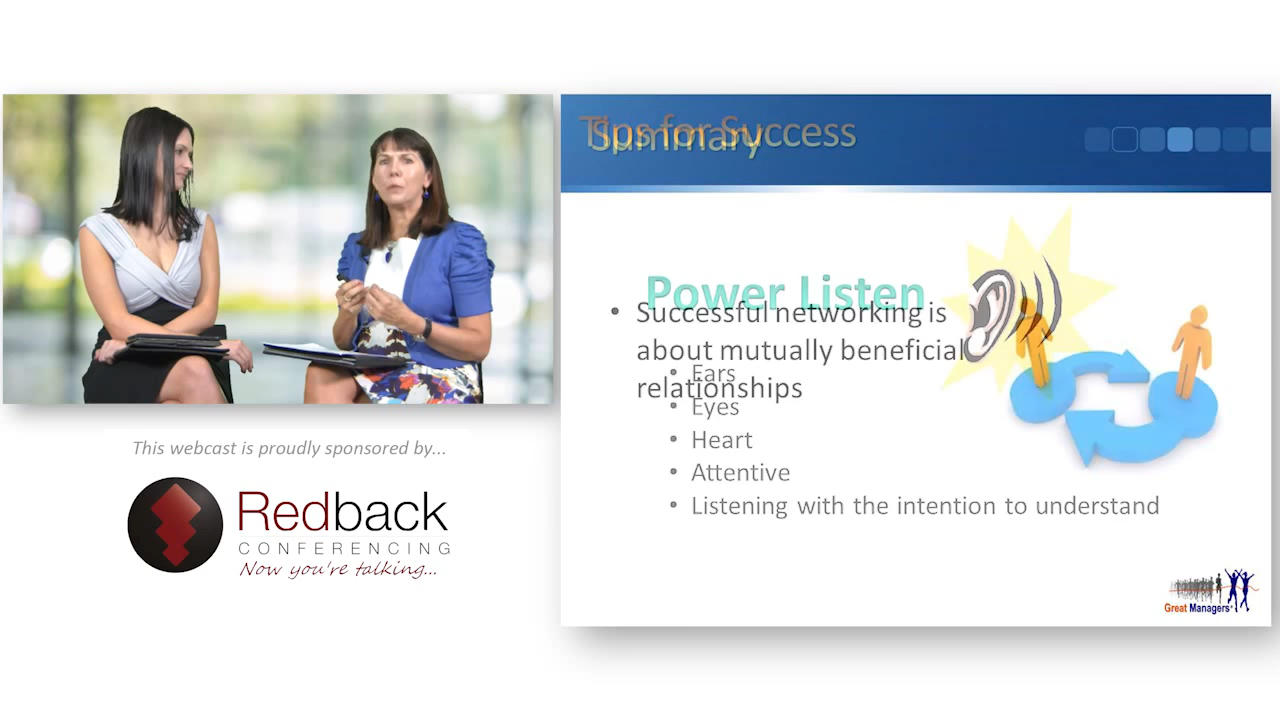 This webcast is proudly sponsored by...
Redback
CONFERENCING
Now you're talking...
Tips for Success
Summary
Power Listen
• Successful networking is
about mutually beneficial
relationships
• Ears
• Eyes
• Heart
• Attentive
• Listening with the intention to understand
Great Managers®